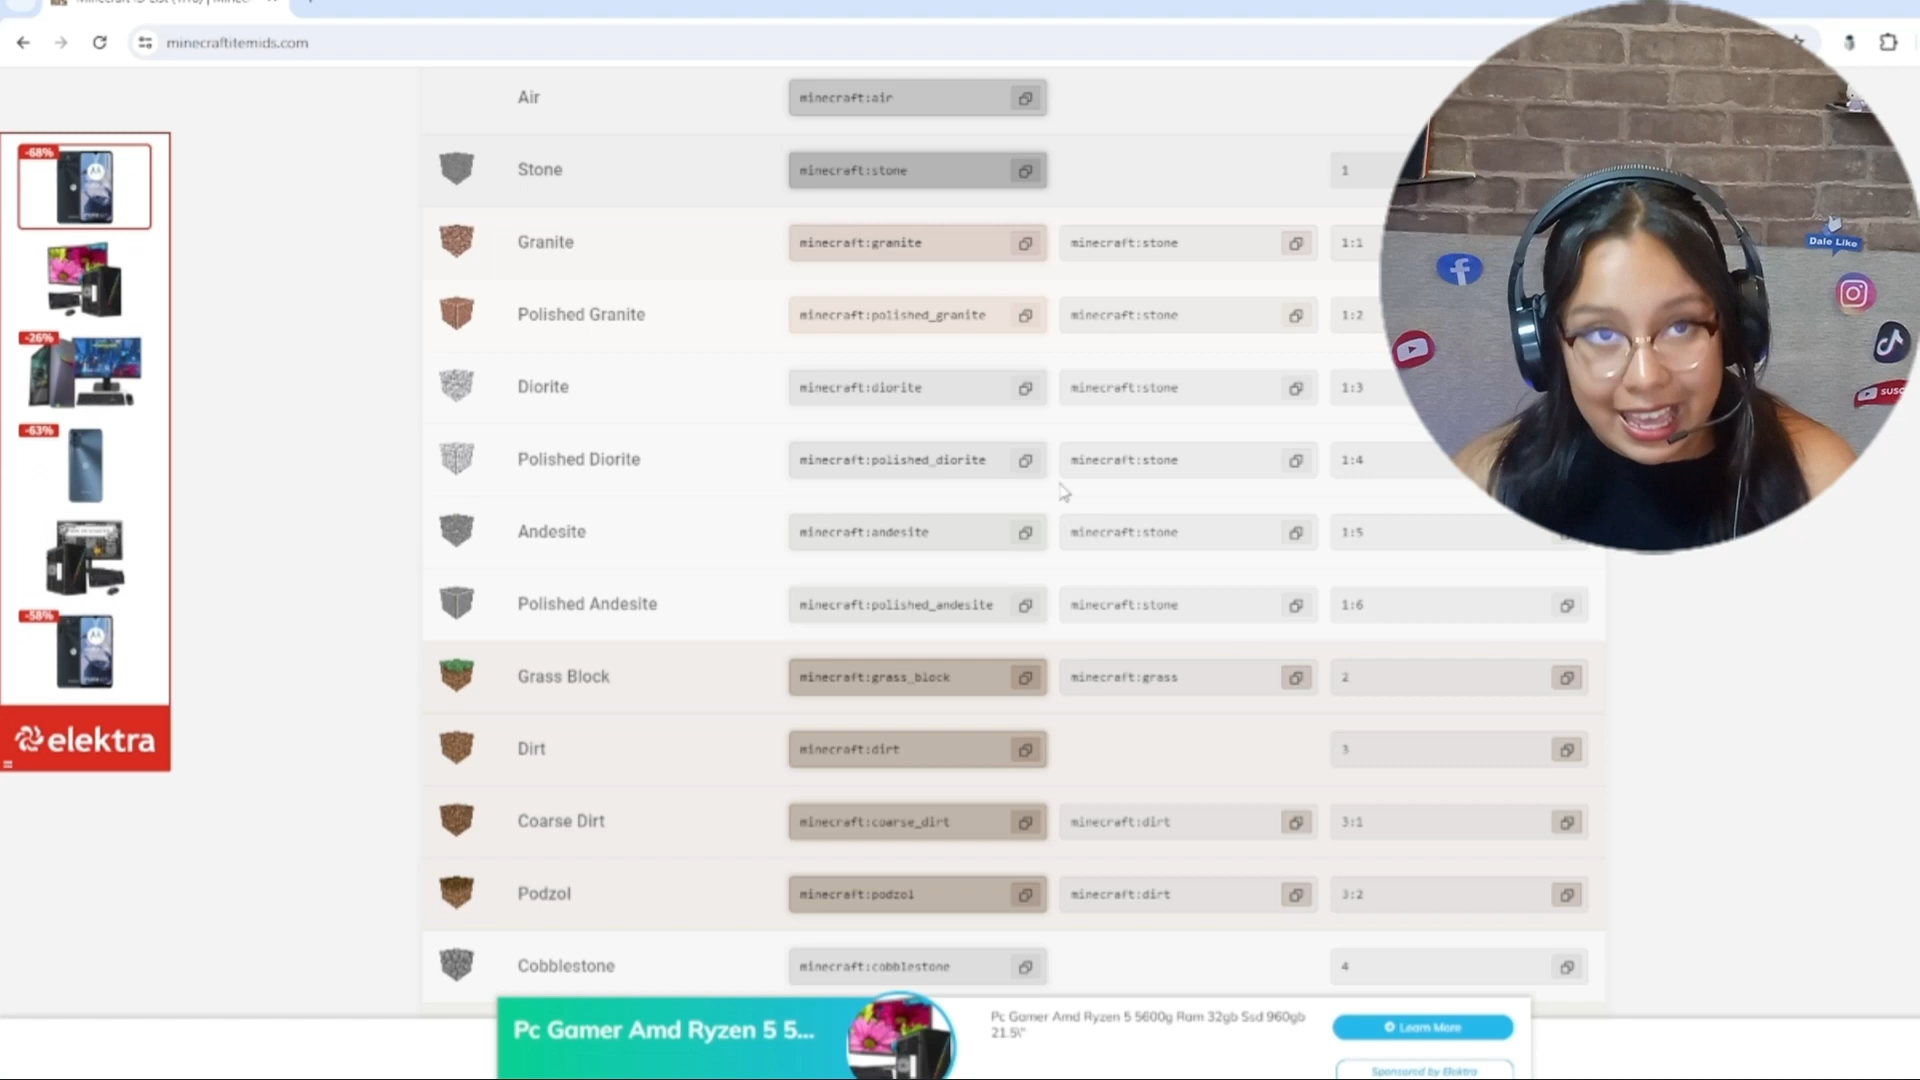 minecraftitemids.com
Air minecraft:air
Stone minecraft:stone 1
Granite minecraft:granite minecraft:stone 1:1
Polished Granite minecraft:polished_granite minecraft:stone 1:2
Diorite minecraft:diorite minecraft:stone 1:3
Polished Diorite minecraft:polished_diorite minecraft:stone 1:4
Andesite minecraft:andesite minecraft:stone 1:5
Polished Andesite minecraft:polished_andesite minecraft:stone 1:6
Grass Block minecraft:grass_block minecraft:grass 2
Dirt minecraft:dirt 3
Coarse Dirt minecraft:coarse_dirt minecraft:dirt 3:1
Podzol minecraft:podzol minecraft:dirt 3:2
Cobblestone minecraft:cobblestone 4
-68%
-26%
-63%
-58%
elektra
Dale Like
SUSC
Pc Gamer Amd Ryzen 5 5...
Pc Gamer Amd Ryzen 5 5600g Ram 32gb Ssd 960gb
21.5\"
Learn More
Sponsored by Elektra